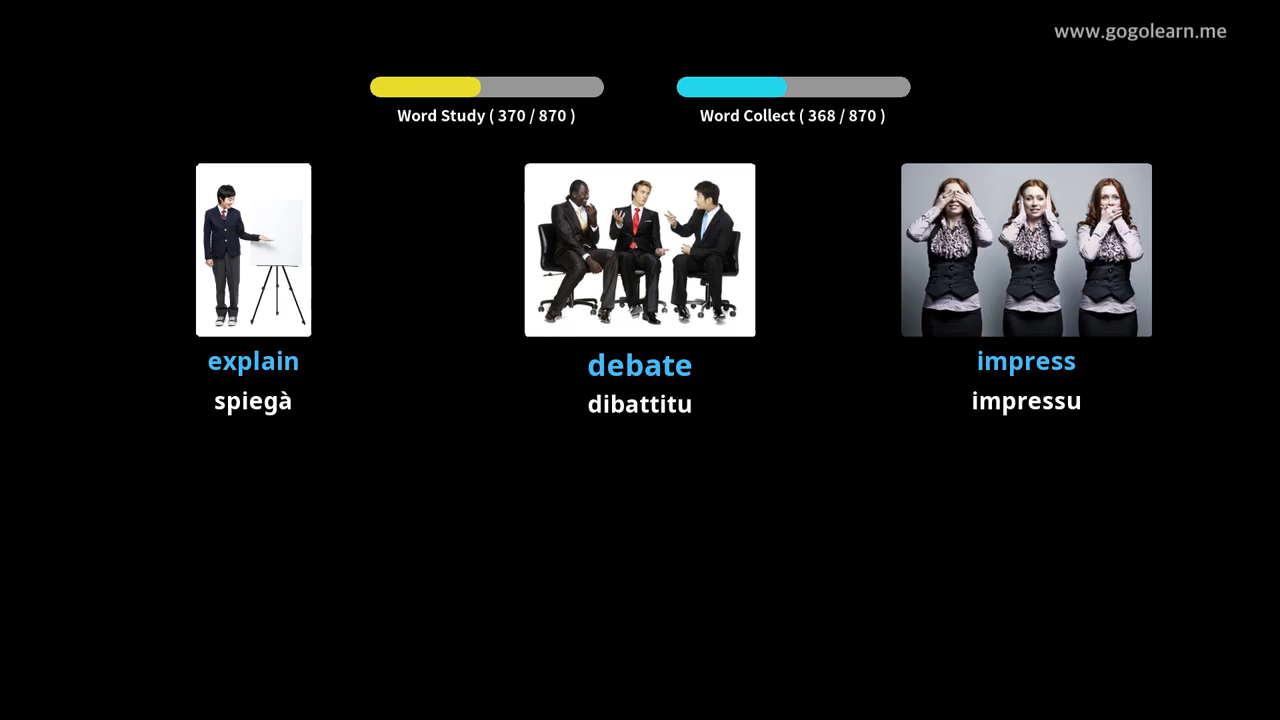 www.gogolearn.me
Word Study ( 370 / 870 )
Word Collect ( 368 / 870 )
explain
spiegà
debate
dibattitu
impress
impressu